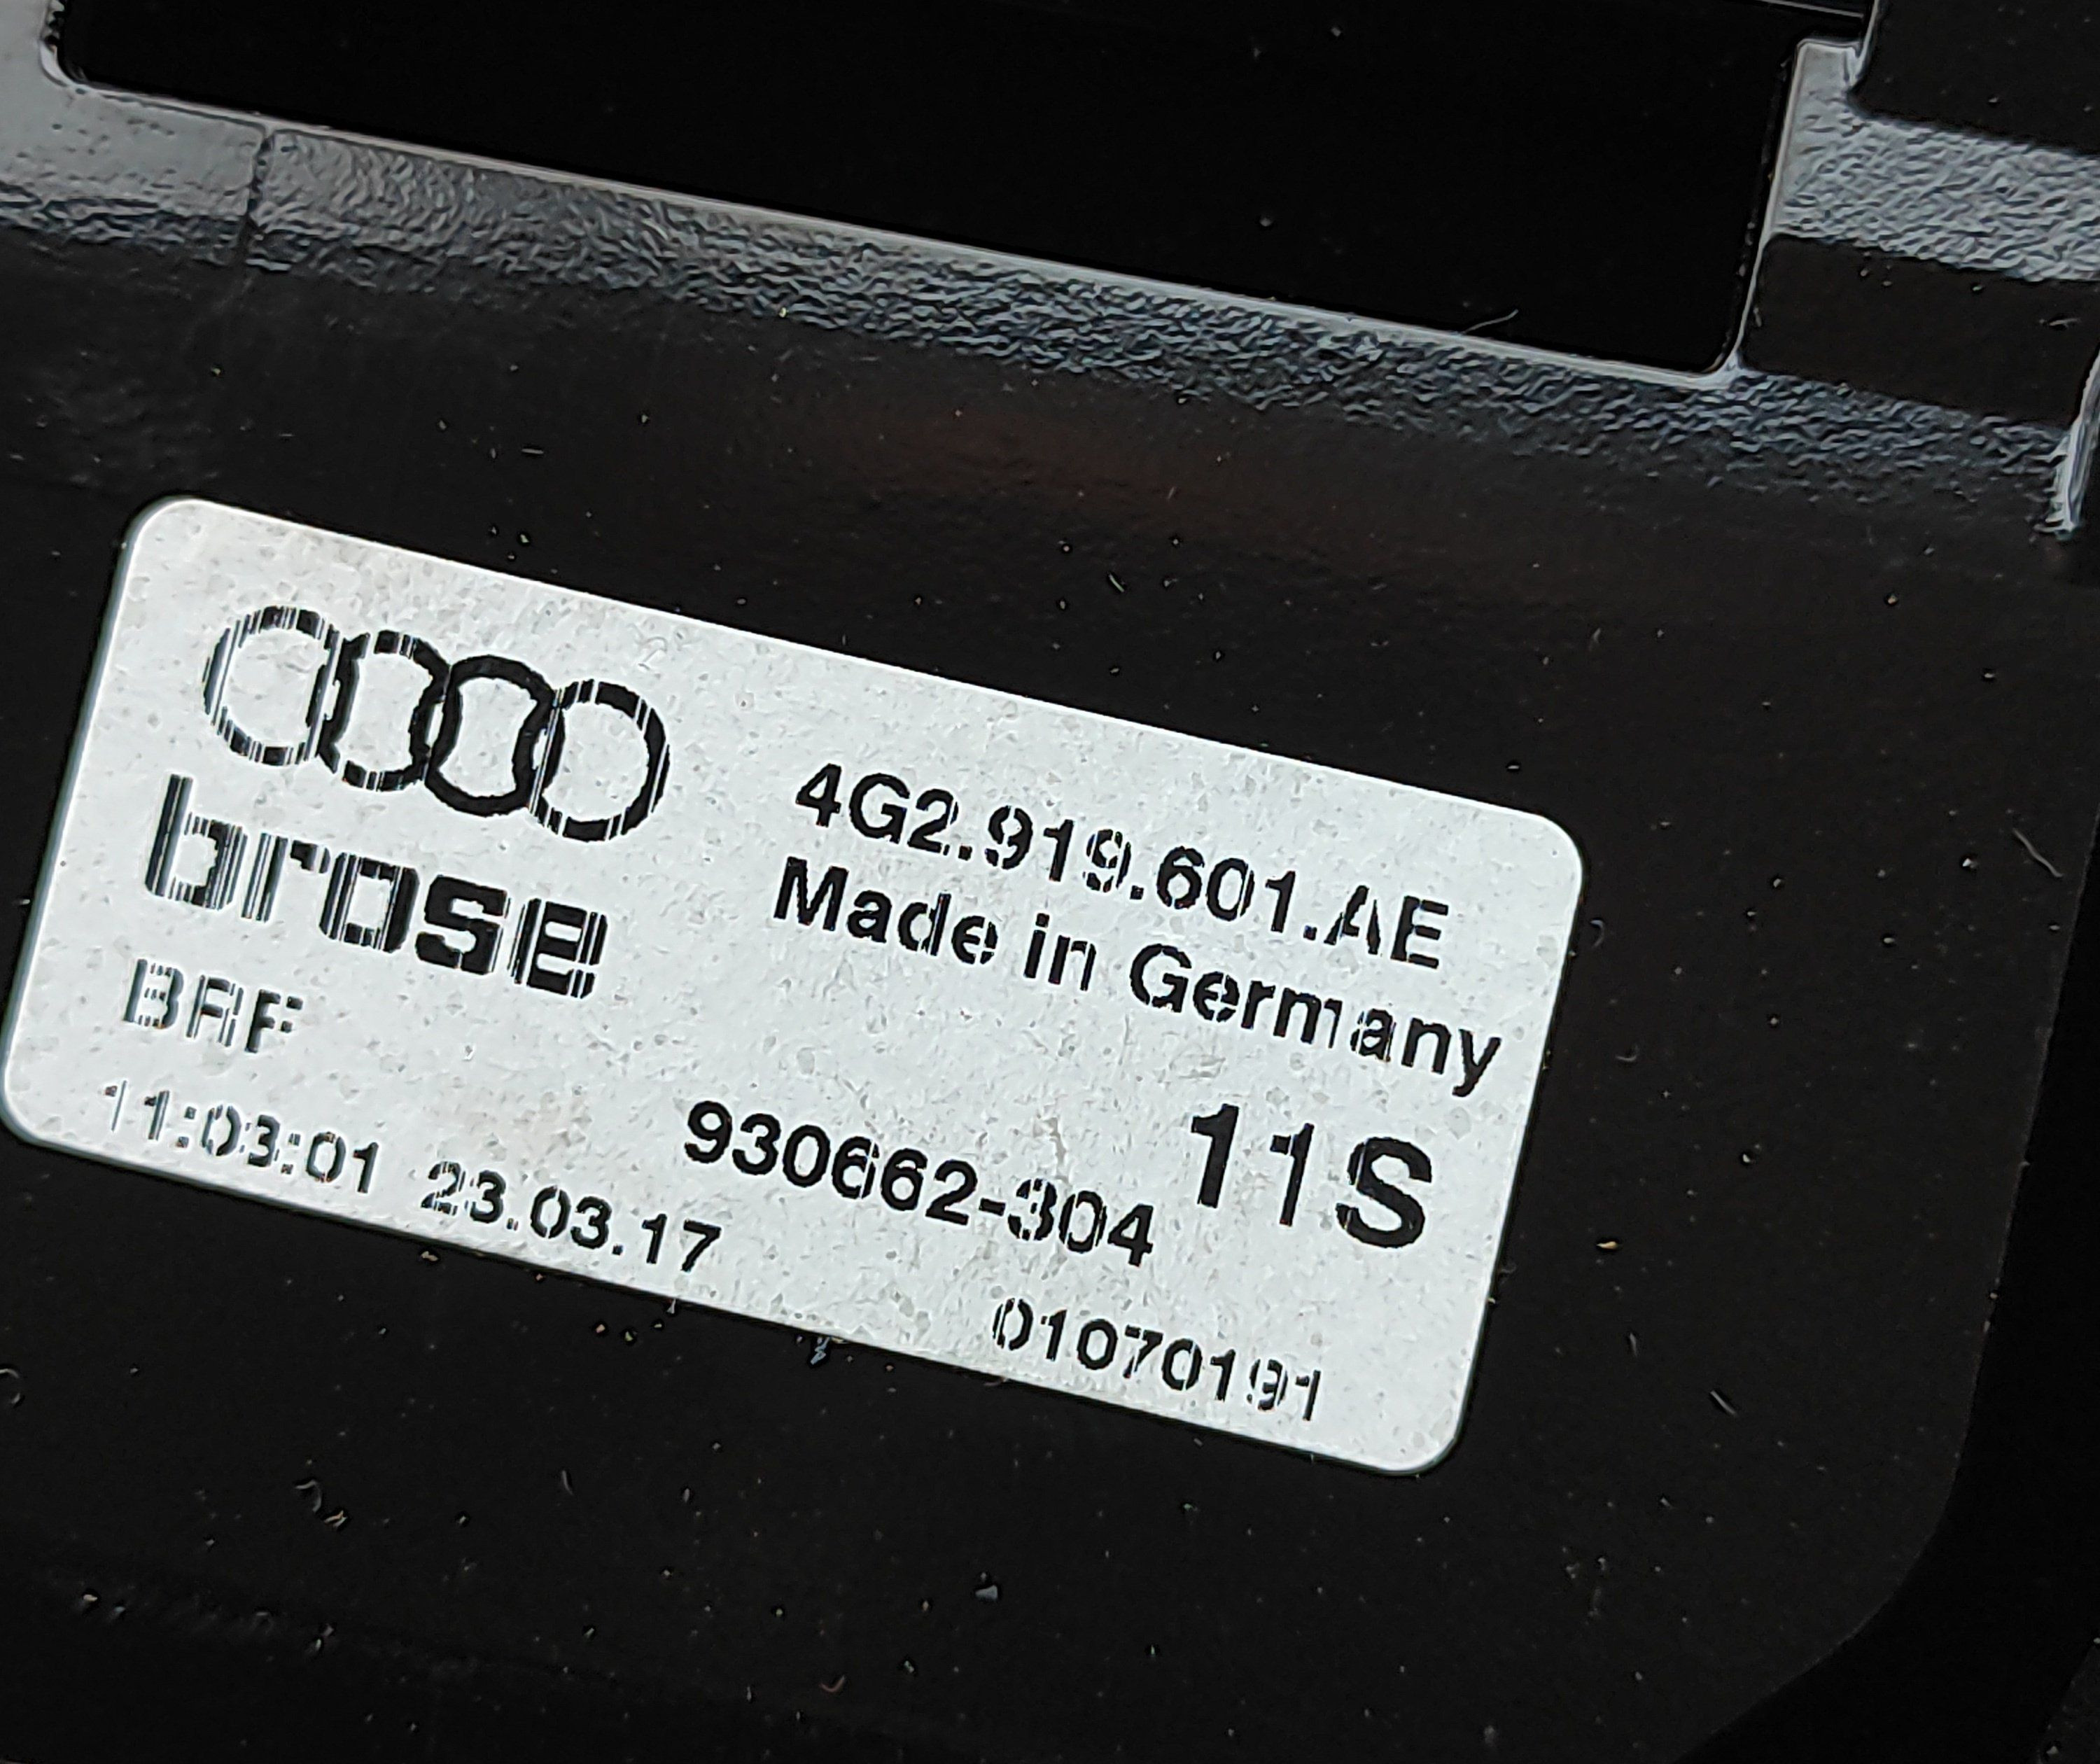 4G2.919.601.AE
brose
Made in Germany
BRF
930662-304
11S
11:03:01 23.03.17
01070191